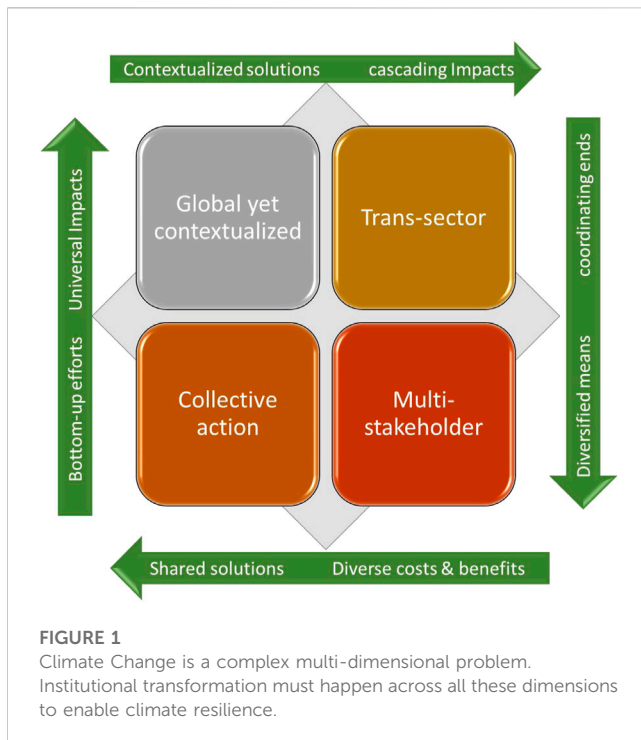 Contextualized solutions cascading Impacts
Universal Impacts
Bottom-up efforts
Global yet
contextualized
Trans-sector
coordinating ends
Diversified means
Collective
action
Multi-
stakeholder
Shared solutions Diverse costs & benefits
FIGURE 1
Climate Change is a complex multi-dimensional problem.
Institutional transformation must happen across all these dimensions
to enable climate resilience.